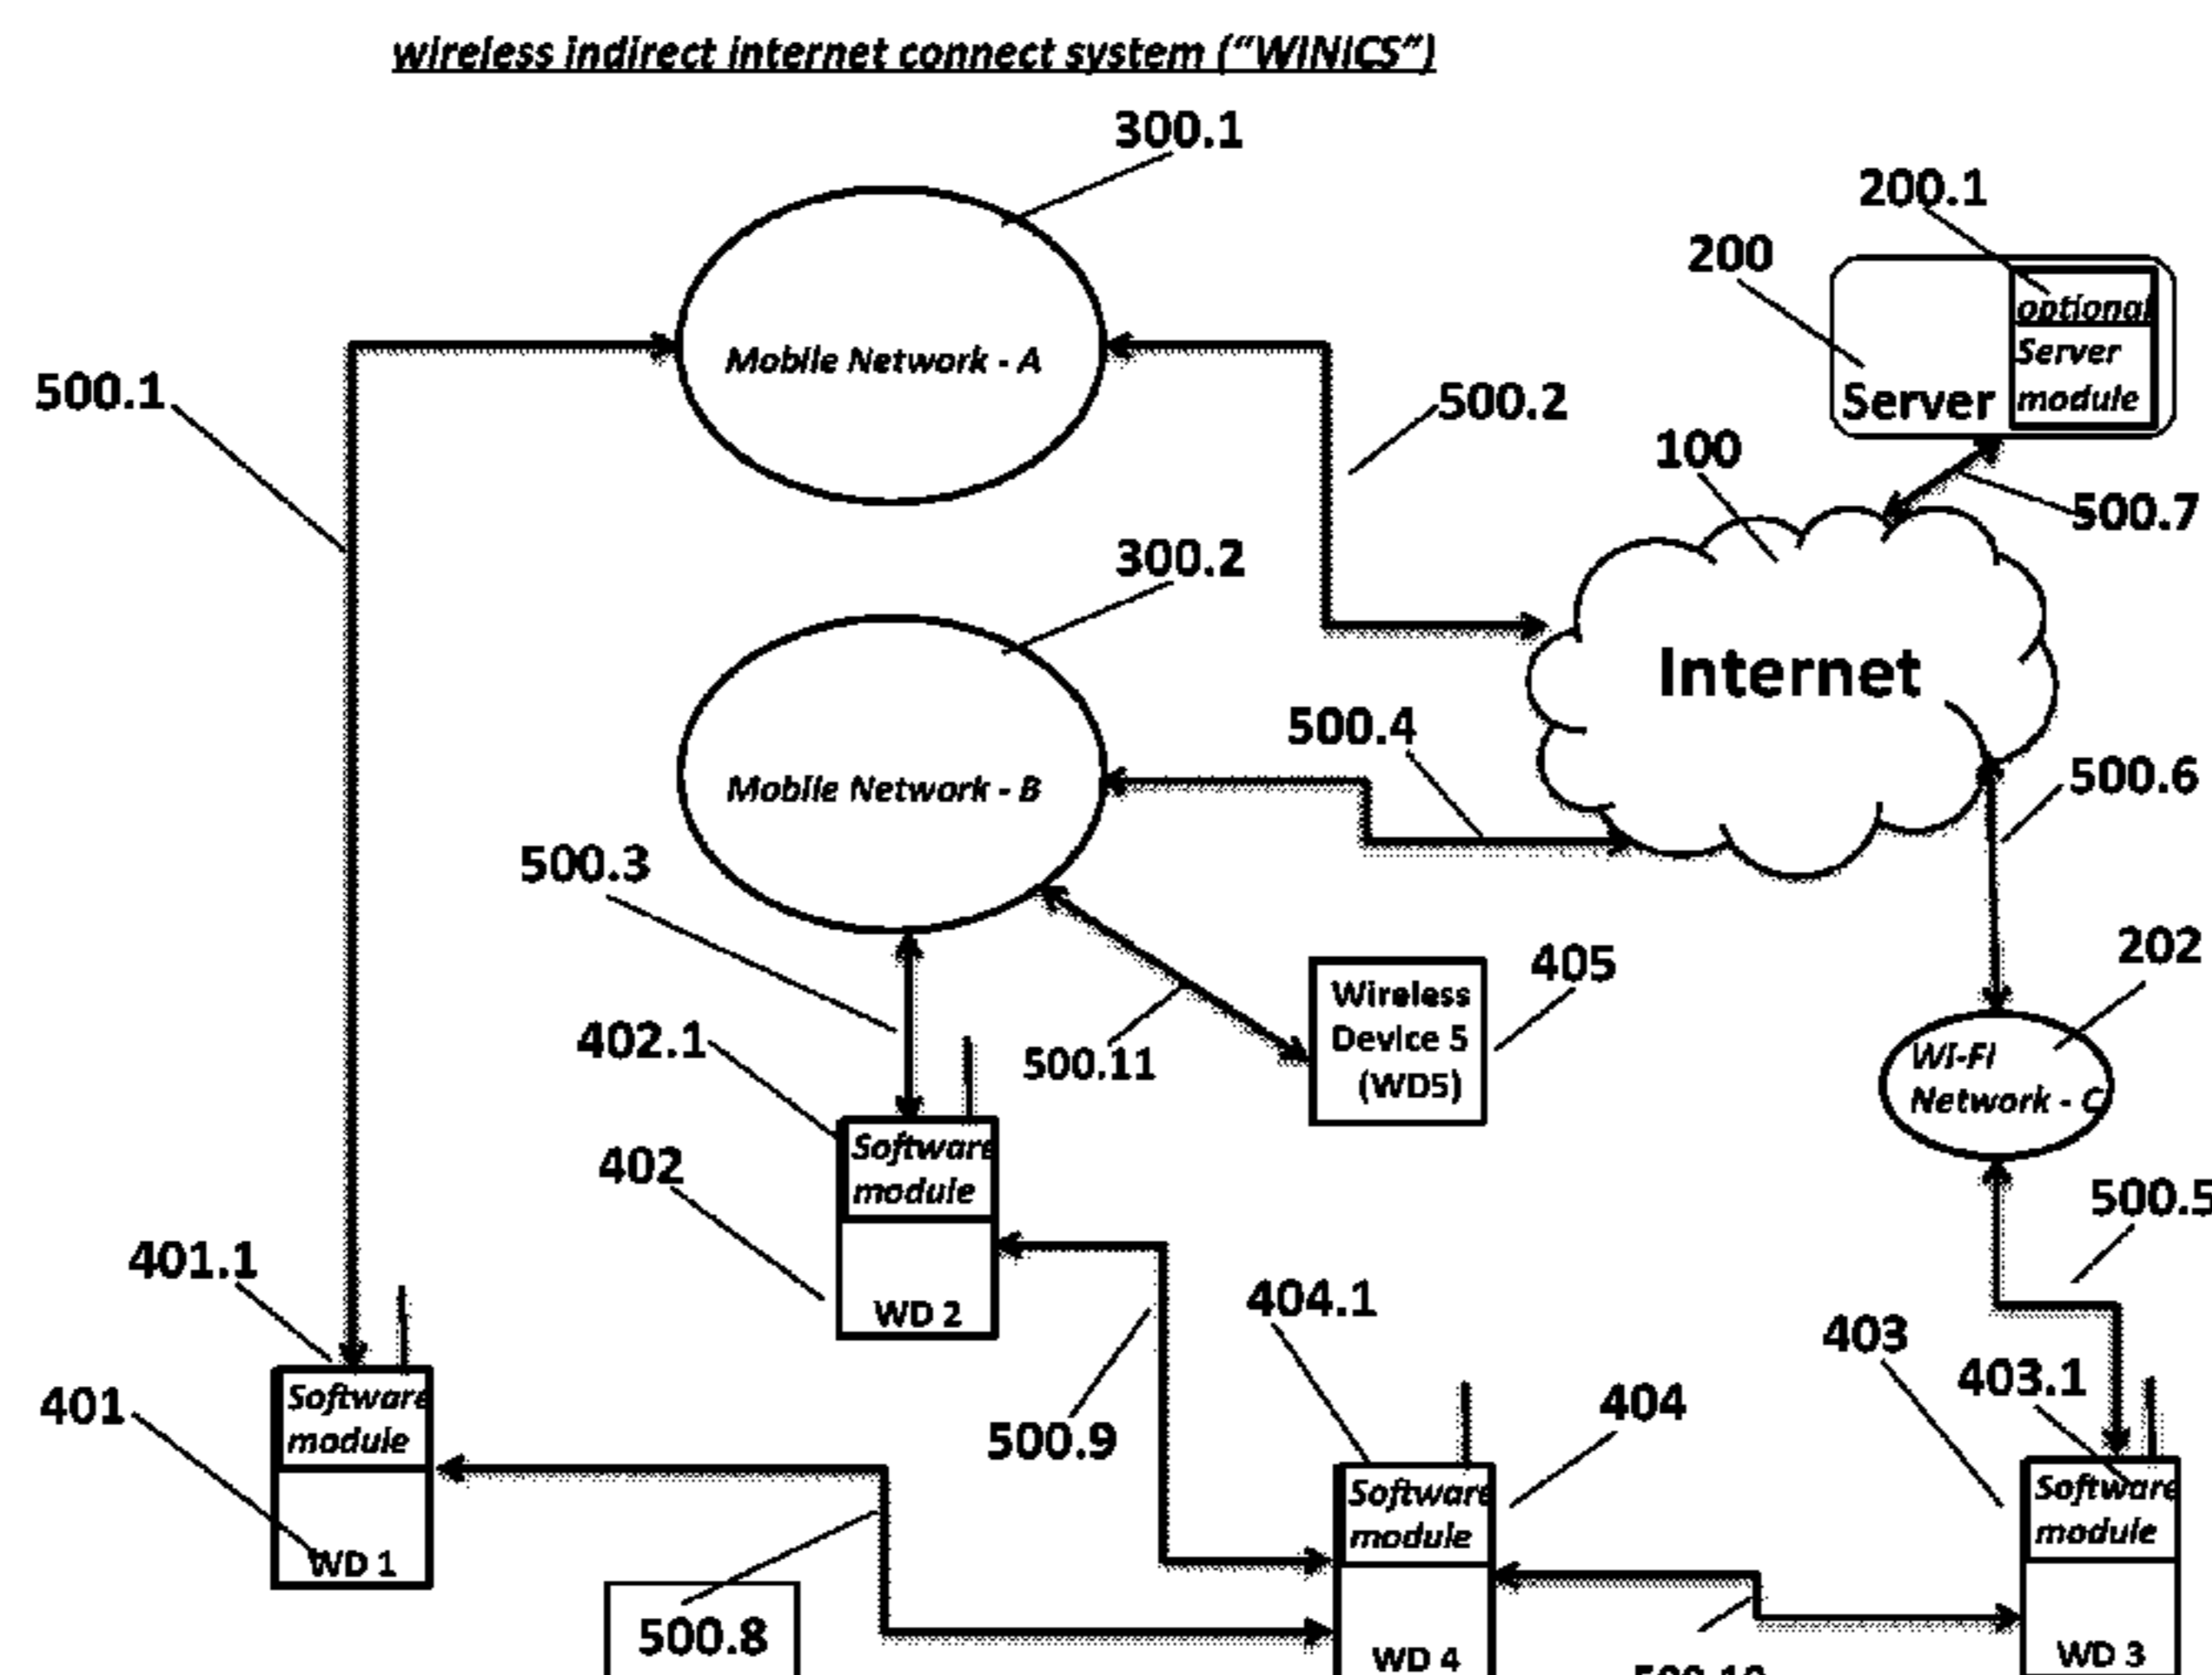 wireless indirect internet connect system (“WINICS”)
300.1
200.1
200
optional
Server
module
Server
Mobile Network - A
500.1
500.2
100
500.7
300.2
Internet
500.4
500.6
Mobile Network - B
500.3
202
405
Wireless
Device 5
(WD5)
402.1
500.11
WI-FI
Network - C
Software
module
402
500.5
401.1
WD 2
404.1
403
403.1
401
Software
module
404
500.9
Software
module
Software
module
WD 1
500.8
WD 4
WD 3